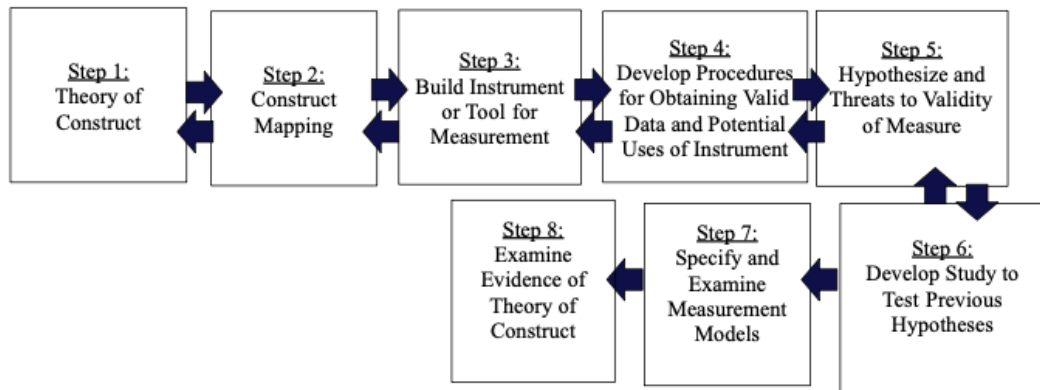 Step 1:
Theory of
Construct
Step 2:
Construct
Mapping
Step 3:
Build Instrument
or Tool for
Measurement
Step 4:
Develop Procedures
for Obtaining Valid
Data and Potential
Uses of Instrument
Step 5:
Hypothesize and
Threats to Validity
of Measure
Step 6:
Develop Study to
Test Previous
Hypotheses
Step 7:
Specify and
Examine
Measurement
Models
Step 8:
Examine
Evidence of
Theory of
Construct